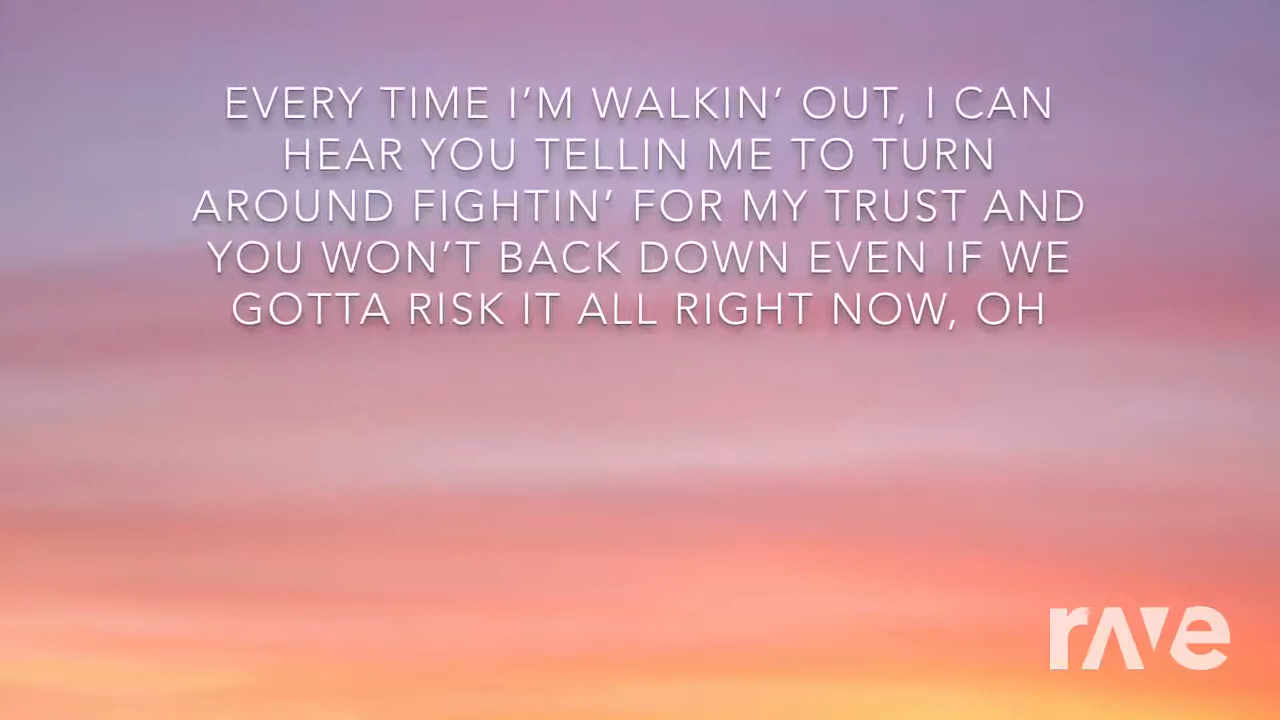 EVERY TIME I’M WALKIN’ OUT, I CAN
HEAR YOU TELLIN ME TO TURN
AROUND FIGHTIN’ FOR MY TRUST AND
YOU WON’T BACK DOWN EVEN IF WE
GOTTA RISK IT ALL RIGHT NOW, OH
rave